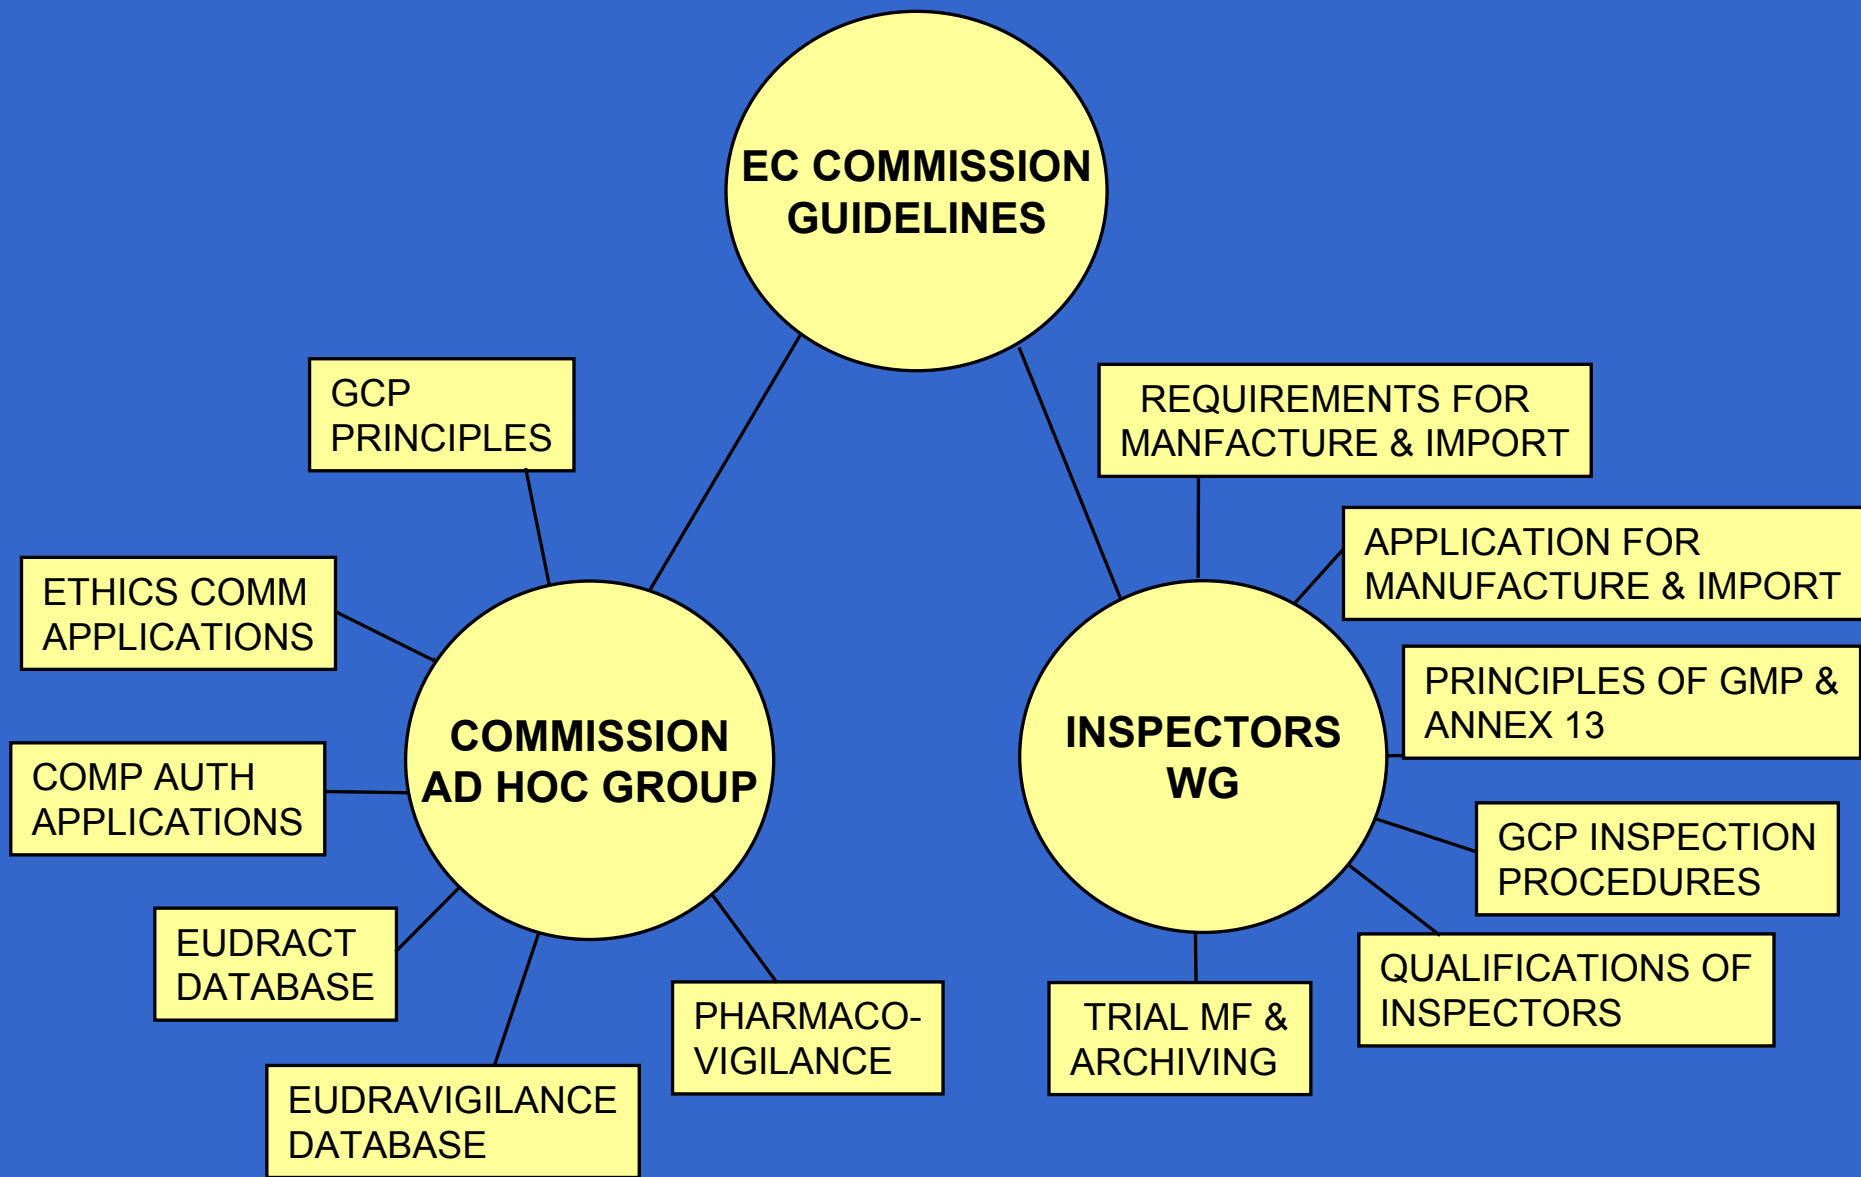 EC COMMISSION
GUIDELINES
GCP
PRINCIPLES
REQUIREMENTS FOR
MANFACTURE & IMPORT
APPLICATION FOR
MANUFACTURE & IMPORT
ETHICS COMM
APPLICATIONS
PRINCIPLES OF GMP &
ANNEX 13
COMMISSION
AD HOC GROUP
INSPECTORS
WG
COMP AUTH
APPLICATIONS
GCP INSPECTION
PROCEDURES
EUDRACT
DATABASE
QUALIFICATIONS OF
INSPECTORS
PHARMACO-
VIGILANCE
TRIAL MF &
ARCHIVING
EUDRAVIGILANCE
DATABASE